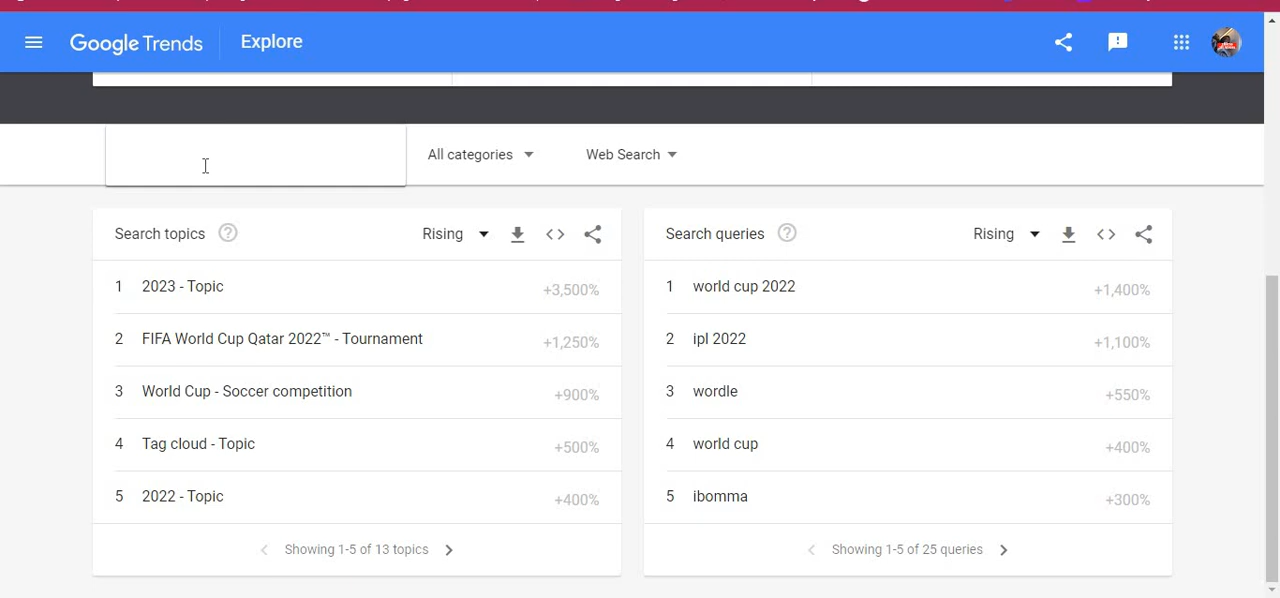 Google Trends
Explore
All categories
Web Search
Search topics
Rising
1 2023 - Topic +3,500%
2 FIFA World Cup Qatar 2022™ - Tournament +1,250%
3 World Cup - Soccer competition +900%
4 Tag cloud - Topic +500%
5 2022 - Topic +400%
Showing 1-5 of 13 topics
Search queries
Rising
1 world cup 2022 +1,400%
2 ipl 2022 +1,100%
3 wordle +550%
4 world cup +400%
5 ibomma +300%
Showing 1-5 of 25 queries